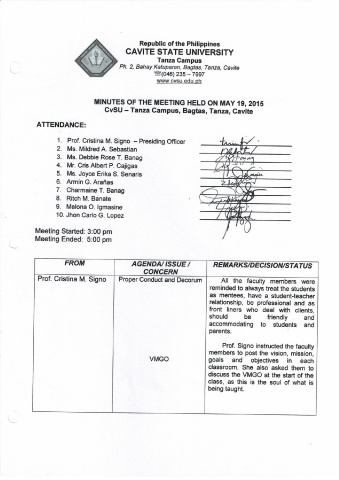 Republic of the Philippines
CAVITE STATE UNIVERSITY
Tanza Campus
Ph. 2, Bahay Katuparan, Bagtas, Tanza, Cavite
☎(046) 235 – 7997
www.cvsu.edu.ph
MINUTES OF THE MEETING HELD ON MAY 19, 2015
CvSU – Tanza Campus, Bagtas, Tanza, Cavite
ATTENDANCE:
1. Prof. Cristina M. Signo – Presiding Officer
2. Ms. Mildred A. Sebastian
3. Ms. Debbie Rose T. Banag
4. Mr. Cris Albert P. Cajigas
5. Ms. Joyce Erika S. Senaris
6. Armin G. Arañas
7. Charmaine T. Banag
8. Ritch M. Banate
9. Melona O. Igmasine
10. Jhon Carlo G. Lopez
Meeting Started: 3:00 pm
Meeting Ended: 5:00 pm
FROM
AGENDA/ ISSUE /
CONCERN
REMARKS/DECISION/STATUS
Prof. Cristina M. Signo
Proper Conduct and Decorum
All the faculty members were
reminded to always treat the students
as mentees, have a student-teacher
relationship, be professional and as
front liners who deal with clients,
should be friendly and
accommodating to students and
parents.
VMGO
Prof. Signo instructed the faculty
members to post the vision, mission,
goals and objectives in each
classroom. She also asked them to
discuss the VMGO at the start of the
class, as this is the soul of what is
being taught.